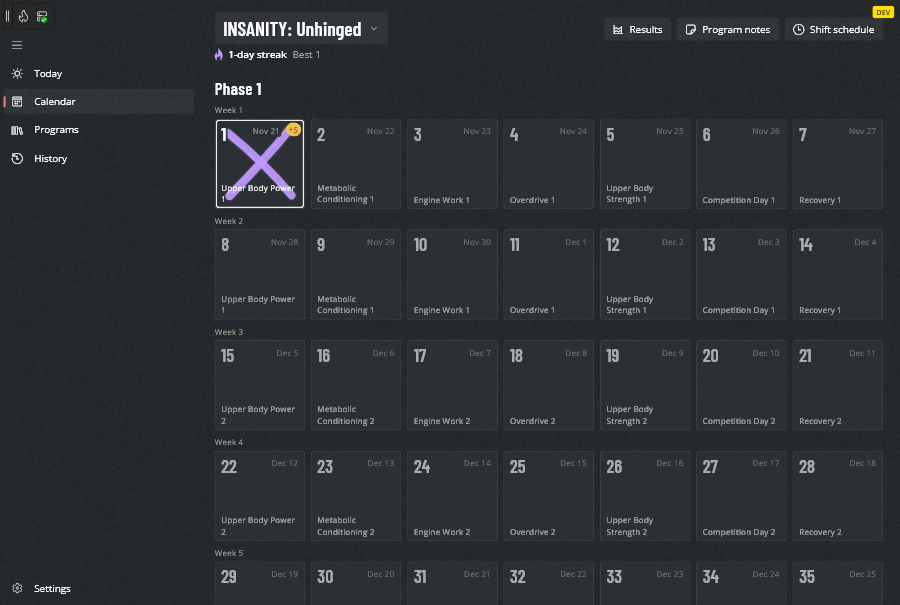 DEV
INSANITY: Unhinged
Results
Program notes
Shift schedule
1-day streak Best 1
Today
Calendar
Programs
History
Settings
Phase 1
Week 1
1 Nov 21 +5
Upper Body Power
1
2 Nov 22
Metabolic
Conditioning 1
3 Nov 23
Engine Work 1
4 Nov 24
Overdrive 1
5 Nov 25
Upper Body
Strength 1
6 Nov 26
Competition Day 1
7 Nov 27
Recovery 1
Week 2
8 Nov 28
Upper Body Power
1
9 Nov 29
Metabolic
Conditioning 1
10 Nov 30
Engine Work 1
11 Dec 1
Overdrive 1
12 Dec 2
Upper Body
Strength 1
13 Dec 3
Competition Day 1
14 Dec 4
Recovery 1
Week 3
15 Dec 5
Upper Body Power
2
16 Dec 6
Metabolic
Conditioning 2
17 Dec 7
Engine Work 2
18 Dec 8
Overdrive 2
19 Dec 9
Upper Body
Strength 2
20 Dec 10
Competition Day 2
21 Dec 11
Recovery 2
Week 4
22 Dec 12
Upper Body Power
2
23 Dec 13
Metabolic
Conditioning 2
24 Dec 14
Engine Work 2
25 Dec 15
Overdrive 2
26 Dec 16
Upper Body
Strength 2
27 Dec 17
Competition Day 2
28 Dec 18
Recovery 2
Week 5
29 Dec 19
30 Dec 20
31 Dec 21
32 Dec 22
33 Dec 23
34 Dec 24
35 Dec 25